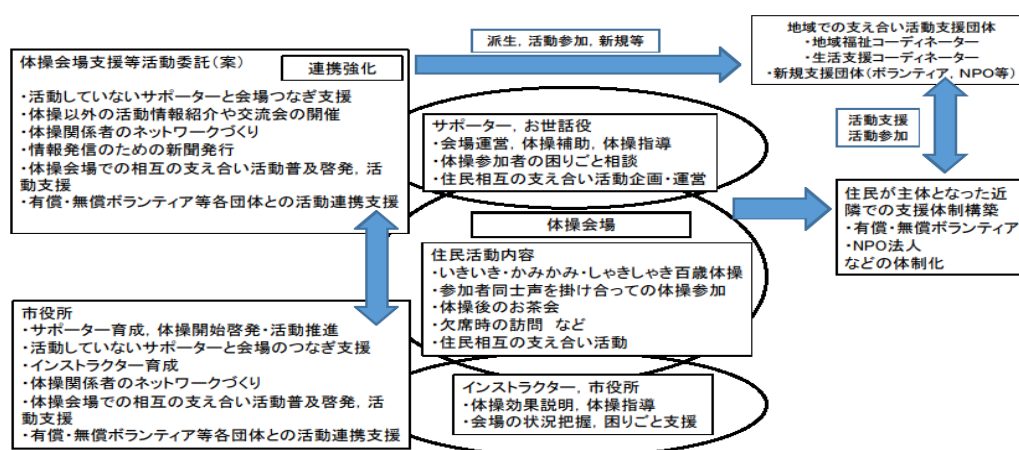 体操会場支援等活動委託(案)
連携強化
・活動していないサポーターと会場つなぎ支援
・体操以外の活動情報紹介や交流会の開催
・体操関係者のネットワークづくり
・情報発信のための新聞発行
・体操会場での相互の支え合い活動普及啓発,活
動支援
・有償・無償ボランティア等各団体との活動連携支援
派生,活動参加,新規等
地域での支え合い活動支援団体
・地域福祉コーディネーター
・生活支援コーディネーター
・新規支援団体(ボランティア,NPO等)
活動支援
活動参加
サポーター,お世話役
・会場運営,体操補助,体操指導
・体操参加者の困りごと相談
・住民相互の支え合い活動企画・運営
体操会場
住民活動内容
・いきいき・かみかみ・しゃきしゃき百歳体操
・参加者同士声を掛け合っての体操参加
・体操後のお茶会
・欠席時の訪問 など
・住民相互の支え合い活動
住民が主体となった近
隣での支援体制構築
・有償・無償ボランティア
・NPO法人
などの体制化
市役所
・サポーター育成,体操開始啓発・活動推進
・活動していないサポーターと会場のつなぎ支援
・インストラクター育成
・体操関係者のネットワークづくり
・体操会場での相互の支え合い活動普及啓発,活
動支援
・有償・無償ボランティア等各団体との活動連携支援
インストラクター,市役所
・体操効果説明,体操指導
・会場の状況把握,困りごと支援